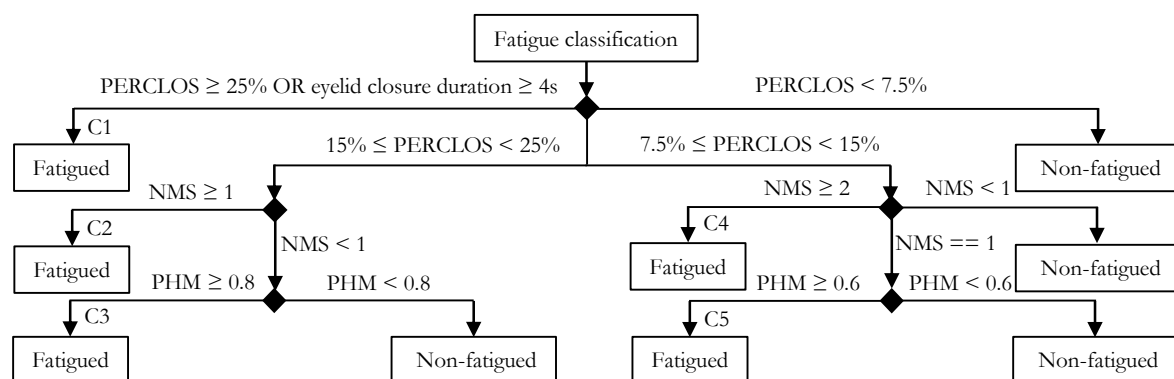 Fatigue classification
PERCLOS ≥ 25% OR eyelid closure duration ≥ 4s
PERCLOS < 7.5%
C1
Fatigued
15% ≤ PERCLOS < 25%
7.5% ≤ PERCLOS < 15%
Non-fatigued
NMS ≥ 1
NMS ≥ 2
NMS < 1
C2
Fatigued
NMS < 1
C4
Fatigued
NMS == 1
Non-fatigued
PHM ≥ 0.8
PHM < 0.8
PHM ≥ 0.6
PHM < 0.6
C3
Fatigued
Non-fatigued
C5
Fatigued
Non-fatigued